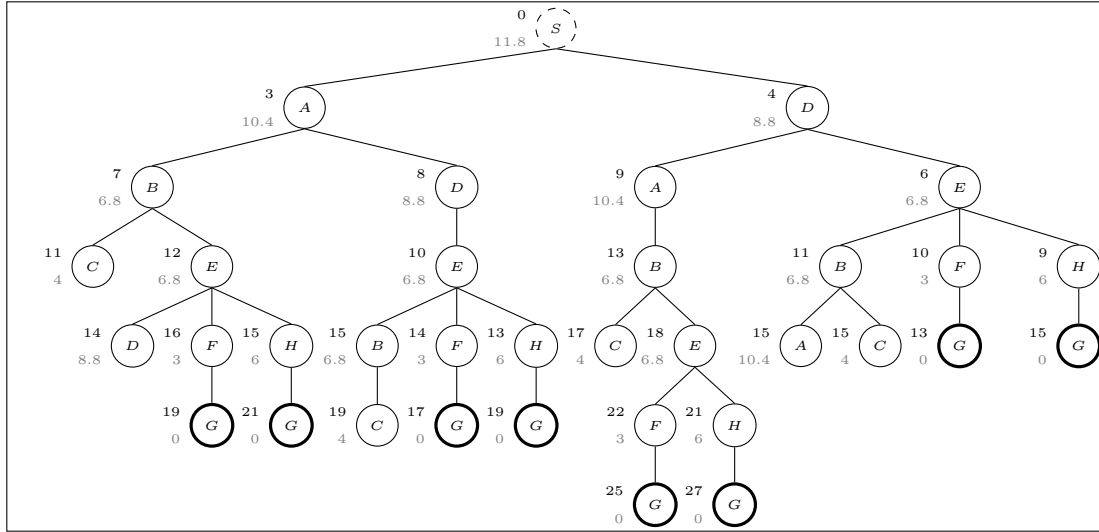 0
S
11.8
3 4
A D
10.4 8.8
7 8 9 6
B D A E
6.8 8.8 10.4 6.8
11 12 10 13 11 10 9
C E E B B F H
4 6.8 6.8 6.8 6.8 3 6
14 16 15 15 14 13 17 18 15 15 13 15
D F H B F H C E A C G G
8.8 3 6 6.8 3 6 4 6.8 10.4 4 0 0
19 21 19 17 19 22 21
G G C G G F H
0 0 4 0 0 3 6
25 27
G G
0 0